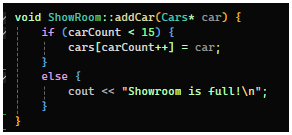 void ShowRoom::addCar(Cars* car) {
    if (carCount < 15) {
        cars[carCount++] = car;
    }
    else {
        cout << "Showroom is full!\n";
    }
}